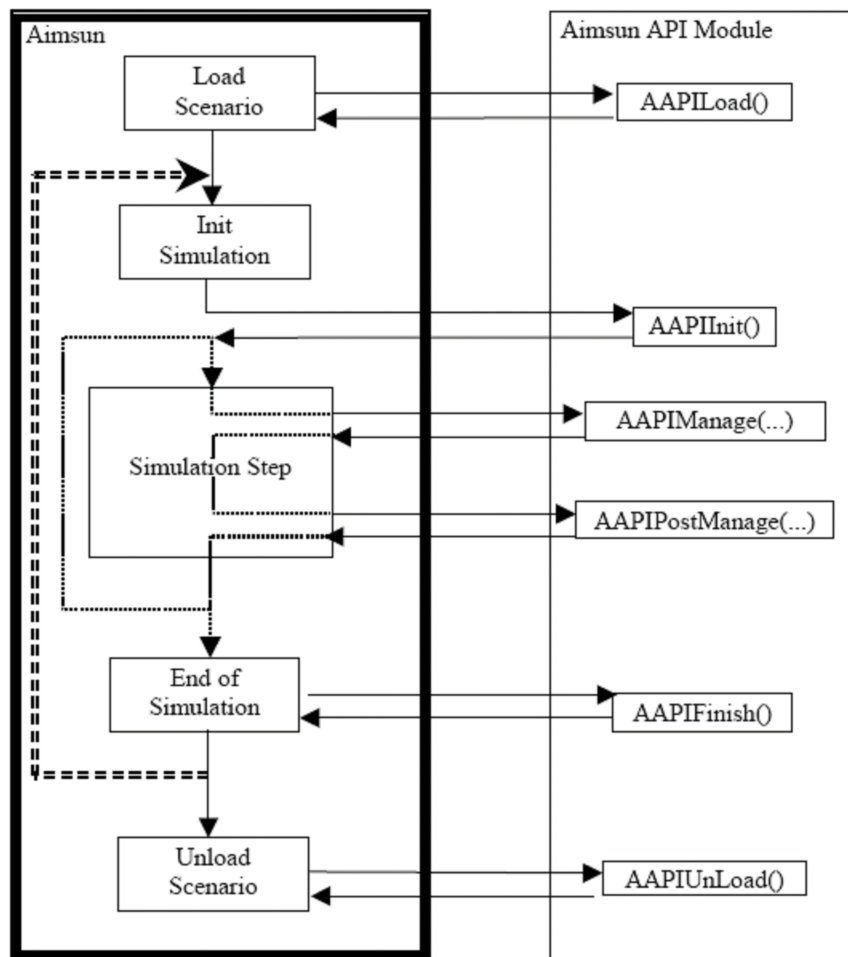 Aimsun
Aimsun API Module
Load
Scenario
AAPILoad()
Init
Simulation
AAPIInit()
AAPIManage(...)
Simulation Step
AAPIPostManage(...)
End of
Simulation
AAPIFinish()
Unload
Scenario
AAPIUnLoad()